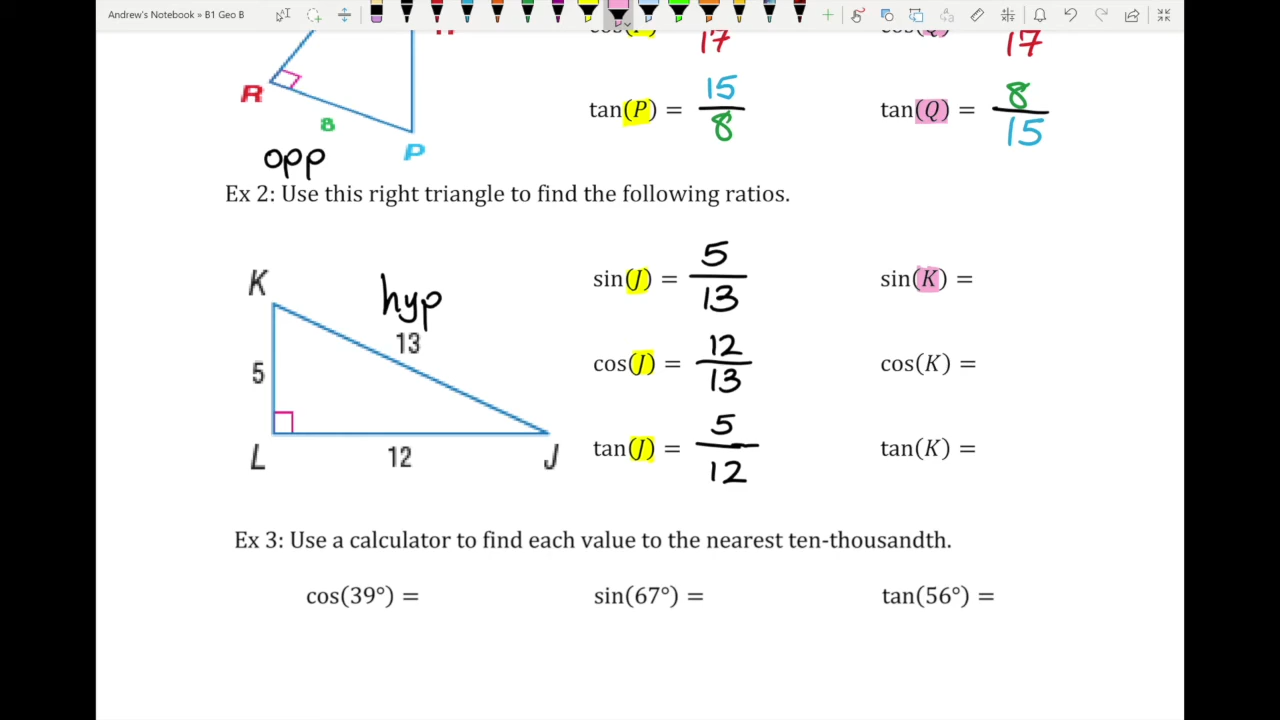 Andrew's Notebook » B1 Geo B
17
17
R
8
P
opp
tan(P) = 15/8
tan(Q) = 8/15
Ex 2: Use this right triangle to find the following ratios.
K
hyp
13
5
L
12
J
sin(J) = 5/13
sin(K) =
cos(J) = 12/13
cos(K) =
tan(J) = 5/12
tan(K) =
Ex 3: Use a calculator to find each value to the nearest ten-thousandth.
cos(39°) =
sin(67°) =
tan(56°) =